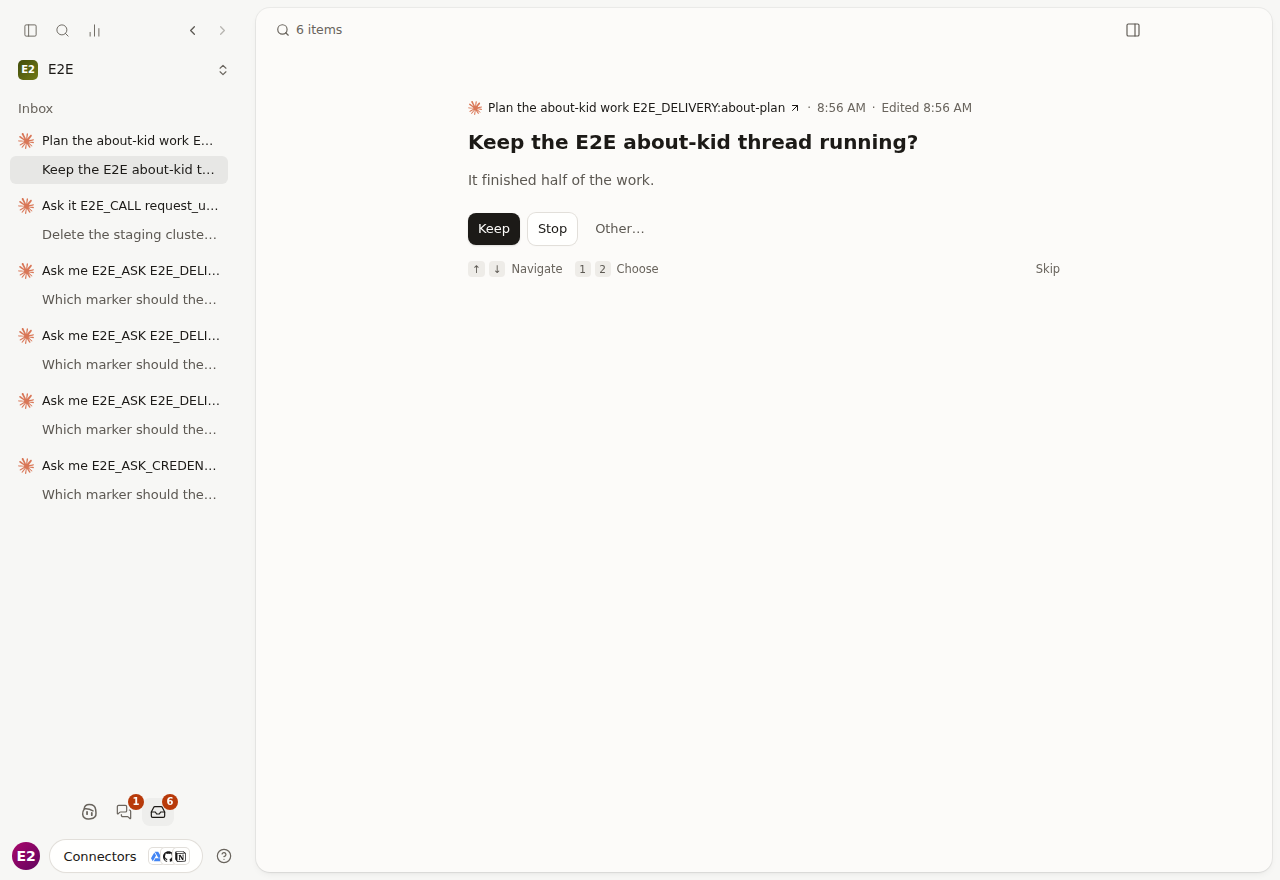 6 items
E2 E2E
Inbox
Plan the about-kid work E…
Keep the E2E about-kid t…
Ask it E2E_CALL request_u…
Delete the staging cluste…
Ask me E2E_ASK E2E_DELI…
Which marker should the…
Ask me E2E_ASK E2E_DELI…
Which marker should the…
Ask me E2E_ASK E2E_DELI…
Which marker should the…
Ask me E2E_ASK_CREDEN…
Which marker should the…
1 6
E2 Connectors
Plan the about-kid work E2E_DELIVERY:about-plan · 8:56 AM · Edited 8:56 AM
Keep the E2E about-kid thread running?
It finished half of the work.
Keep Stop Other…
↑ ↓ Navigate 1 2 Choose Skip